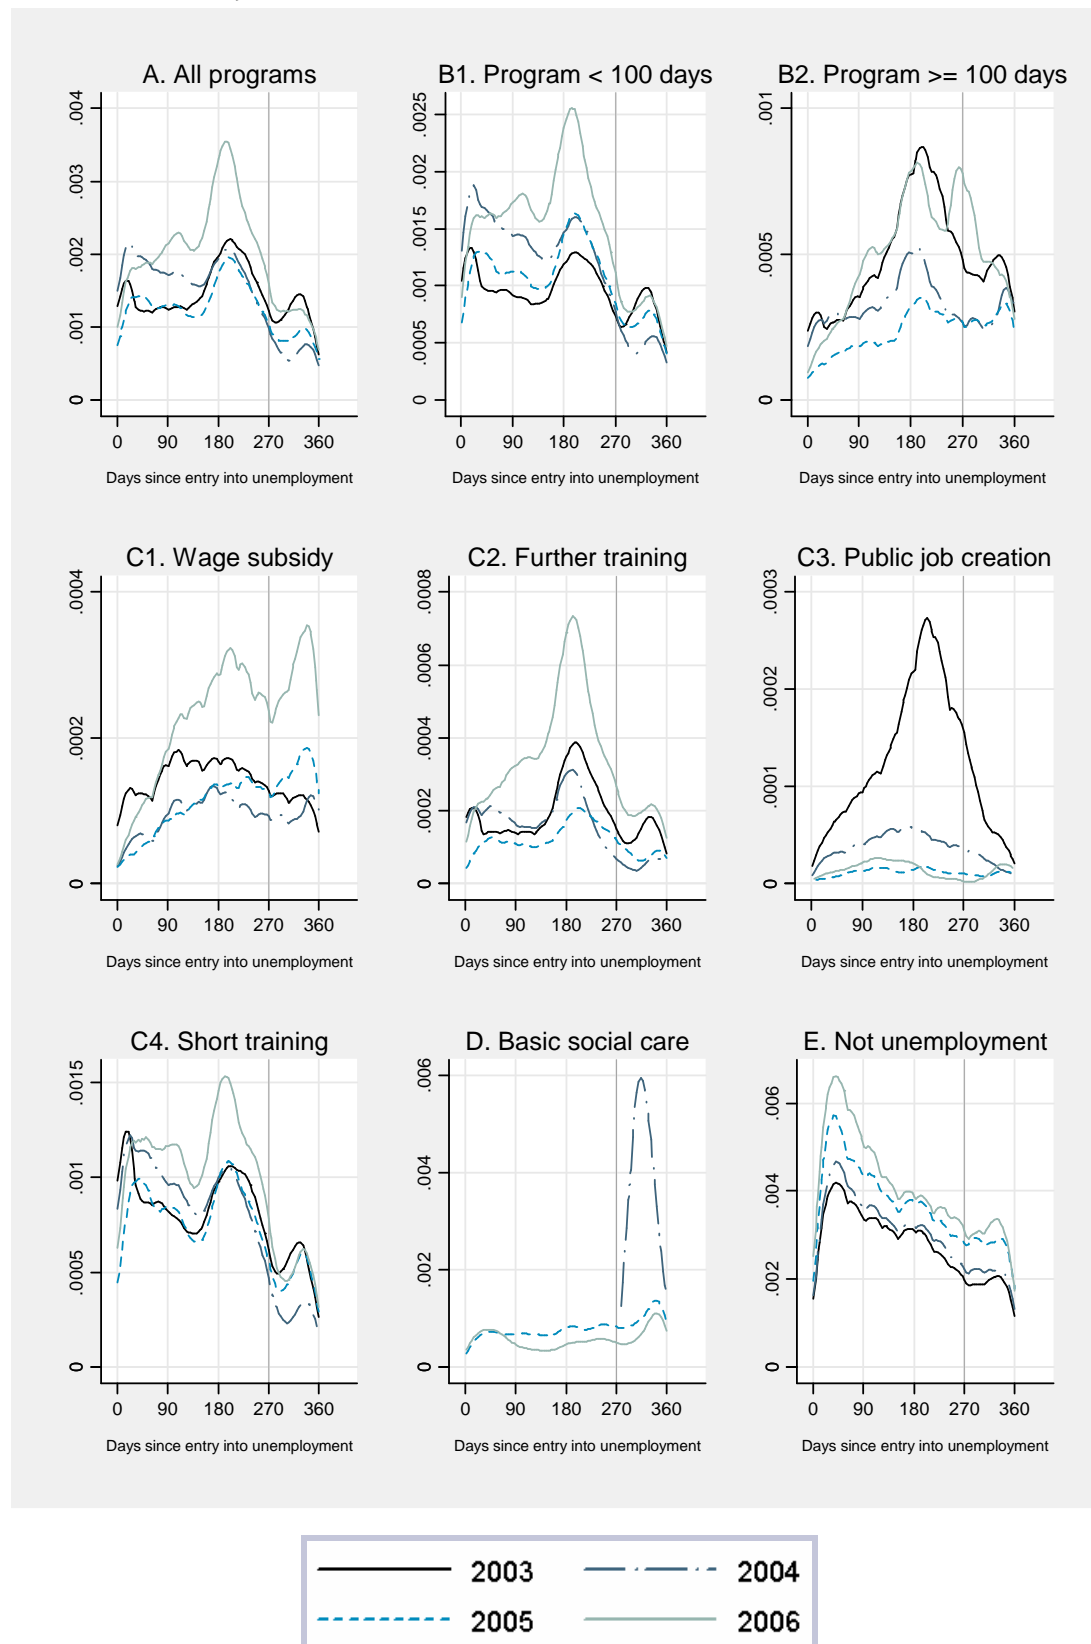 A. All programs
B1. Program < 100 days
B2. Program >= 100 days
.004
.003
.002
.001
0
.0025
.002
.0015
.001
.0005
0
.001
.0005
0
0 90 180 270 360
0 90 180 270 360
0 90 180 270 360
Days since entry into unemployment
Days since entry into unemployment
Days since entry into unemployment
C1. Wage subsidy
C2. Further training
C3. Public job creation
.0004
.0002
0
.0008
.0006
.0004
.0002
0
.0003
.0002
.0001
0
0 90 180 270 360
0 90 180 270 360
0 90 180 270 360
Days since entry into unemployment
Days since entry into unemployment
Days since entry into unemployment
C4. Short training
D. Basic social care
E. Not unemployment
.0015
.0001
.0005
0
.006
.004
.002
0
.006
.004
.002
0
0 90 180 270 360
0 90 180 270 360
0 90 180 270 360
Days since entry into unemployment
Days since entry into unemployment
Days since entry into unemployment
2003 2004
2005 2006